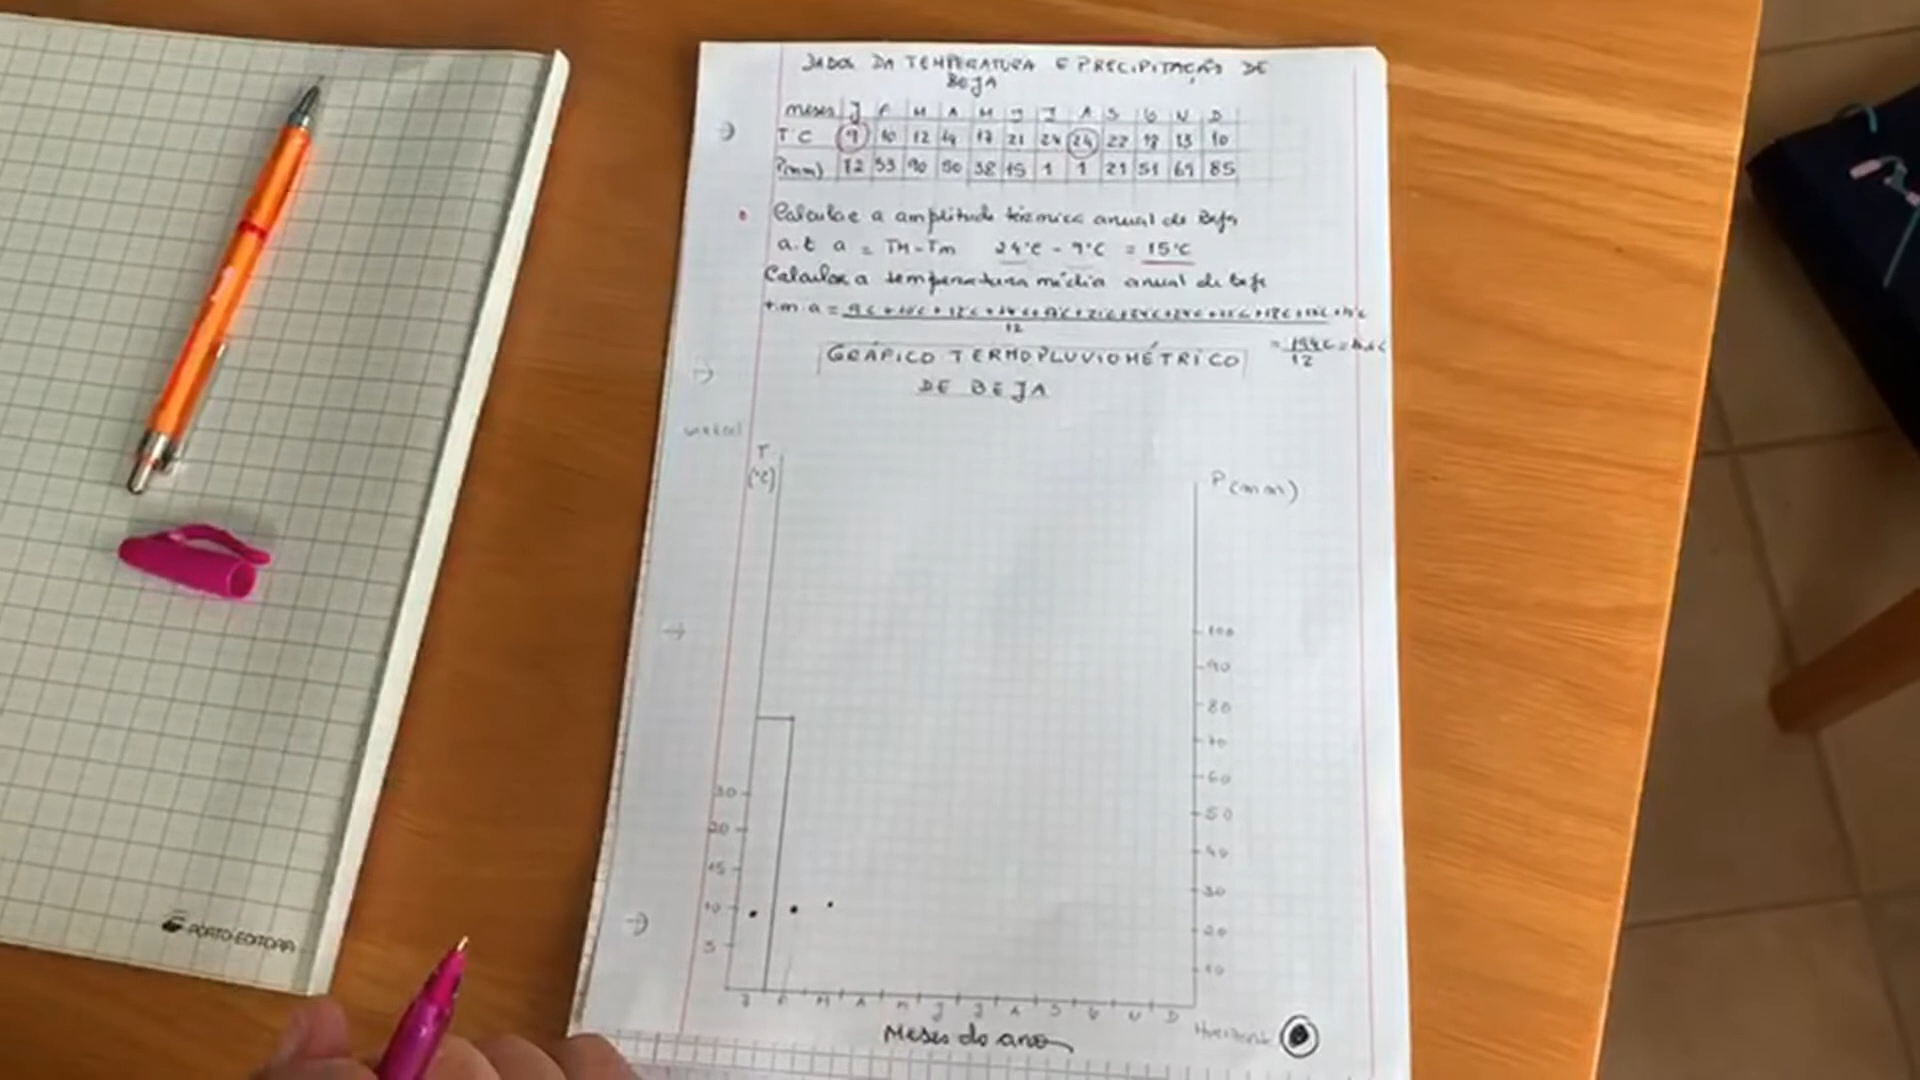 DADOS DA TEMPERATURA E PRECIPITAÇÃO DE
BEJA
meses J F M A M J J A S O N D
T C 9 10 12 14 17 21 24 24 22 18 13 10
P(mm) 53 90 50 38 15 1 1 21 51 69 85
Calcula e a amplitude térmica anual de Beja
a.t a = TM - Tm 24°C - 9°C = 15°C
Calcular a temperatura média anual de Beja
t.m.a =
12
12
GRÁFICO TERMOPLUVIOMÉTRICO
DE BEJA
T
(°C)
P(mm)
100
90
80
70
60
50
40
30
20
10
30
20
15
10
5
J F M A M J J A S O N D
Meses do ano
PORTO EDITORA